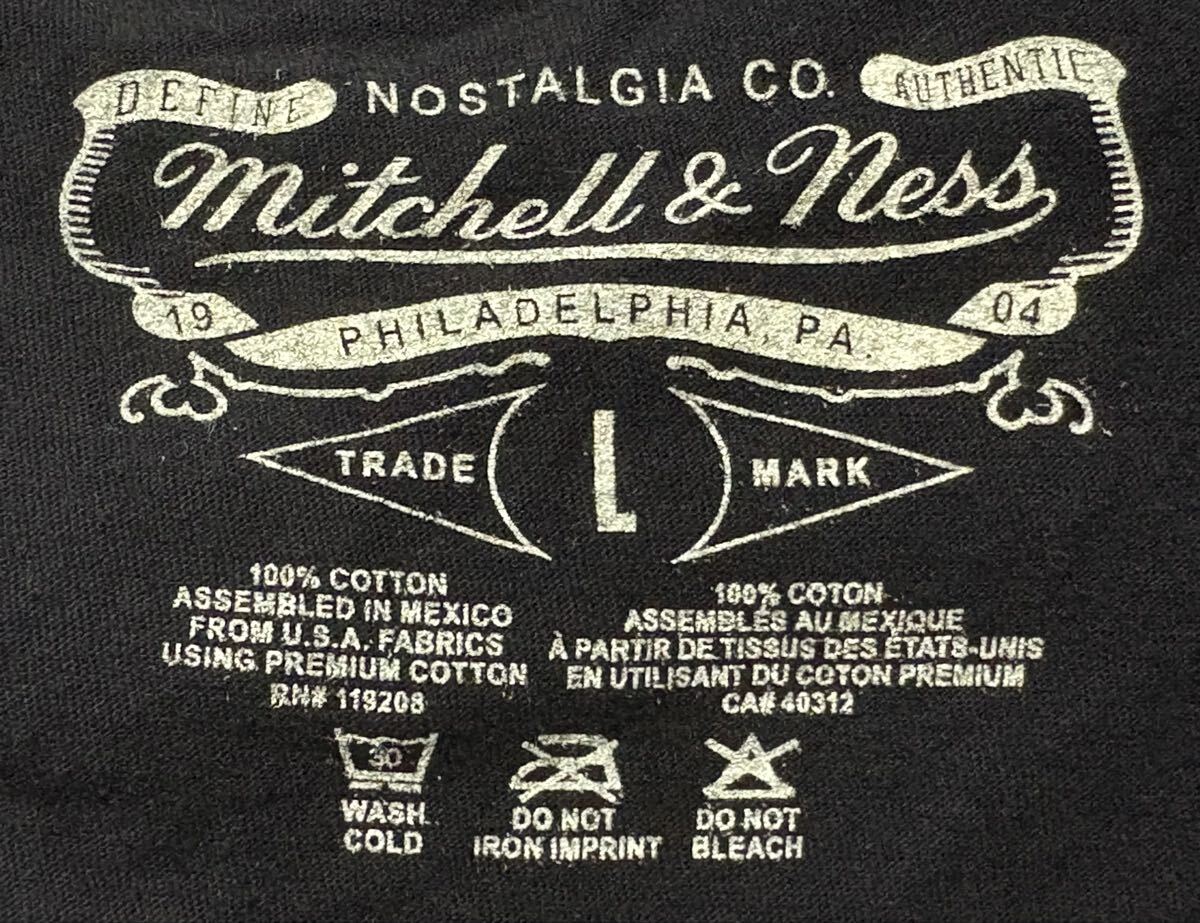 DEFINE NOSTALGIA CO. AUTHENTIC
Mitchell & Ness
19 PHILADELPHIA, PA. 04
TRADE L MARK
100% COTTON
ASSEMBLED IN MEXICO
FROM U.S.A. FABRICS
USING PREMIUM COTTON
RN# 119208
100% COTON
ASSEMBLÉS AU MEXIQUE
À PARTIR DE TISSUS DES ÉTATS-UNIS
EN UTILISANT DU COTON PREMIUM
CA# 40312
30
WASH
COLD
DO NOT
IRON IMPRINT
DO NOT
BLEACH